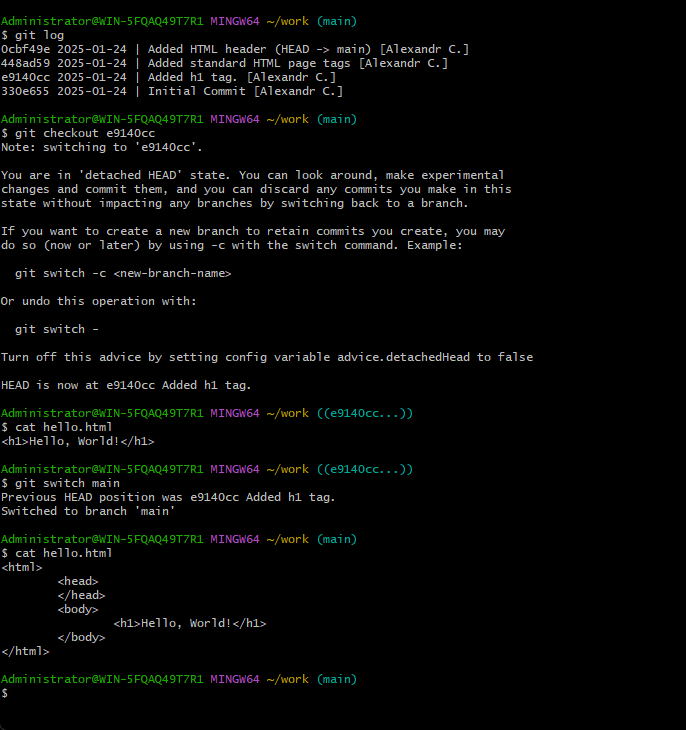 Administrator@WIN-5FQAQ49T7R1 MINGW64 ~/work (main)
$ git log
0cbf49e 2025-01-24 | Added HTML header (HEAD -> main) [Alexandr C.]
448ad59 2025-01-24 | Added standard HTML page tags [Alexandr C.]
e9140cc 2025-01-24 | Added h1 tag. [Alexandr C.]
330e655 2025-01-24 | Initial Commit [Alexandr C.]
Administrator@WIN-5FQAQ49T7R1 MINGW64 ~/work (main)
$ git checkout e9140cc
Note: switching to 'e9140cc'.
You are in 'detached HEAD' state. You can look around, make experimental
changes and commit them, and you can discard any commits you make in this
state without impacting any branches by switching back to a branch.
If you want to create a new branch to retain commits you create, you may
do so (now or later) by using -c with the switch command. Example:
  git switch -c <new-branch-name>
Or undo this operation with:
  git switch -
Turn off this advice by setting config variable advice.detachedHead to false
HEAD is now at e9140cc Added h1 tag.
Administrator@WIN-5FQAQ49T7R1 MINGW64 ~/work ((e9140cc...))
$ cat hello.html
<h1>Hello, World!</h1>
Administrator@WIN-5FQAQ49T7R1 MINGW64 ~/work ((e9140cc...))
$ git switch main
Previous HEAD position was e9140cc Added h1 tag.
Switched to branch 'main'
Administrator@WIN-5FQAQ49T7R1 MINGW64 ~/work (main)
$ cat hello.html
<html>
        <head>
        </head>
        <body>
                <h1>Hello, World!</h1>
        </body>
</html>
Administrator@WIN-5FQAQ49T7R1 MINGW64 ~/work (main)
$